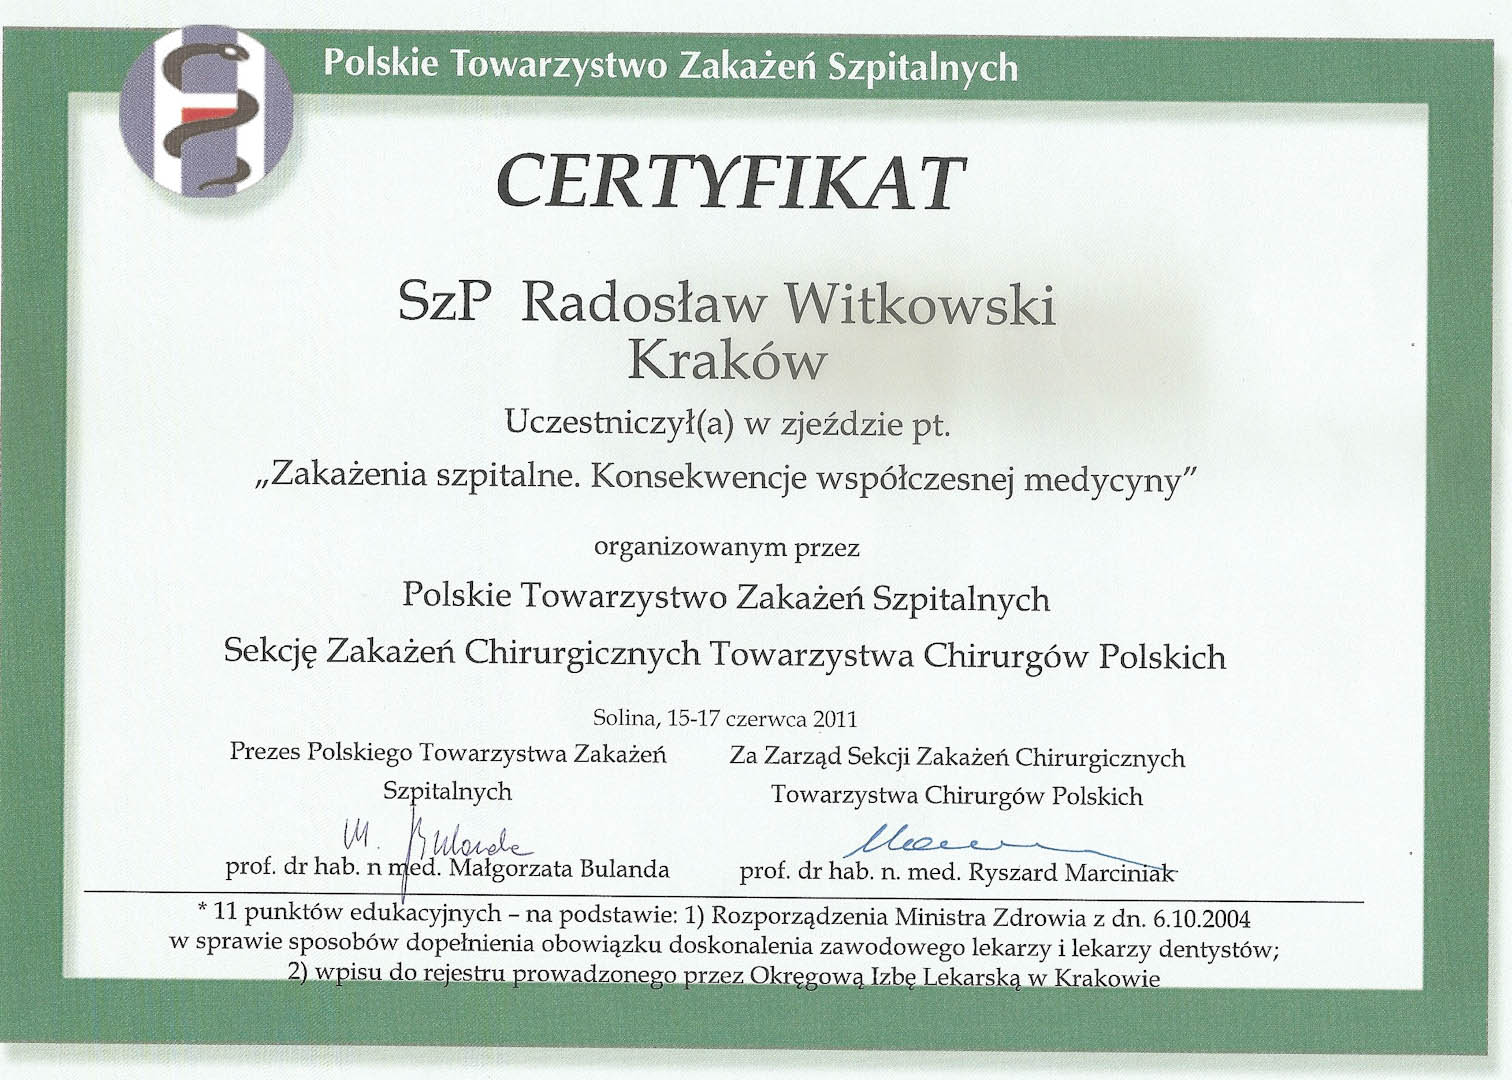 Polskie Towarzystwo Zakażeń Szpitalnych
CERTYFIKAT
SzP Radosław Witkowski
Kraków
Uczestniczył(a) w zjeździe pt.
„Zakażenia szpitalne. Konsekwencje współczesnej medycyny”
organizowanym przez
Polskie Towarzystwo Zakażeń Szpitalnych
Sekcję Zakażeń Chirurgicznych Towarzystwa Chirurgów Polskich
Solina, 15-17 czerwca 2011
Prezes Polskiego Towarzystwa Zakażeń
Szpitalnych
M. Bulanda
prof. dr hab. n med. Małgorzata Bulanda
Za Zarząd Sekcji Zakażeń Chirurgicznych
Towarzystwa Chirurgów Polskich
prof. dr hab. n. med. Ryszard Marciniak
* 11 punktów edukacyjnych – na podstawie: 1) Rozporządzenia Ministra Zdrowia z dn. 6.10.2004
w sprawie sposobów dopełnienia obowiązku doskonalenia zawodowego lekarzy i lekarzy dentystów;
2) wpisu do rejestru prowadzonego przez Okręgową Izbę Lekarską w Krakowie